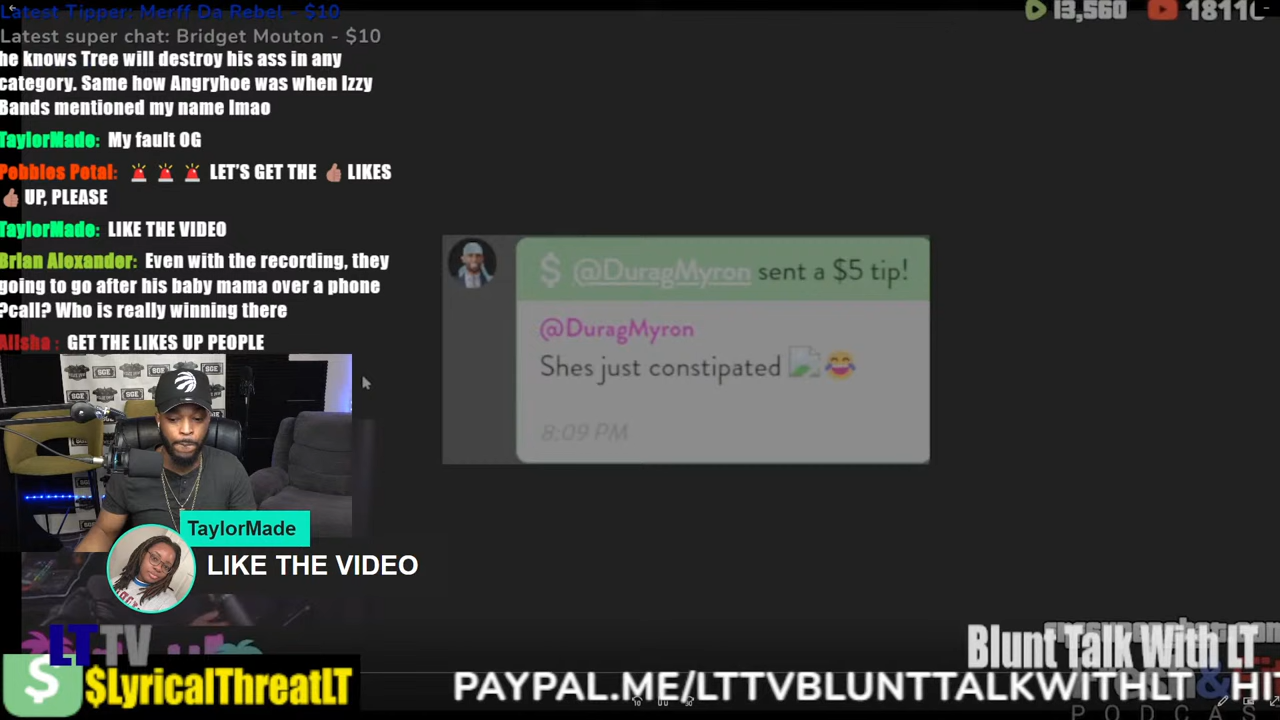 Latest Tipper: Merff Da Rebel - $10
13,560
Latest super chat: Bridget Mouton - $10
he knows Tree will destroy his ass in any
category. Same how Angryhoe was when Izzy
Bands mentioned my name lmao
TaylorMade: My fault OG
Pebbles Petal: 🚨 🚨 🚨 LET'S GET THE 👍🏽 LIKES
👍🏽 UP, PLEASE
TaylorMade: LIKE THE VIDEO
Brian Alexander: Even with the recording, they
going to go after his baby mama over a phone
?call? Who is really winning there
Alisha : GET THE LIKES UP PEOPLE
$ @DuragMyron sent a $5 tip!
@DuragMyron
Shes just constipated 😂
8:09 PM
TaylorMade
LIKE THE VIDEO
LTTV
$LyricalThreatLT
Blunt Talk With LT
PAYPAL.ME/LTTVBLUNTTALKWITHLT
PODCAS